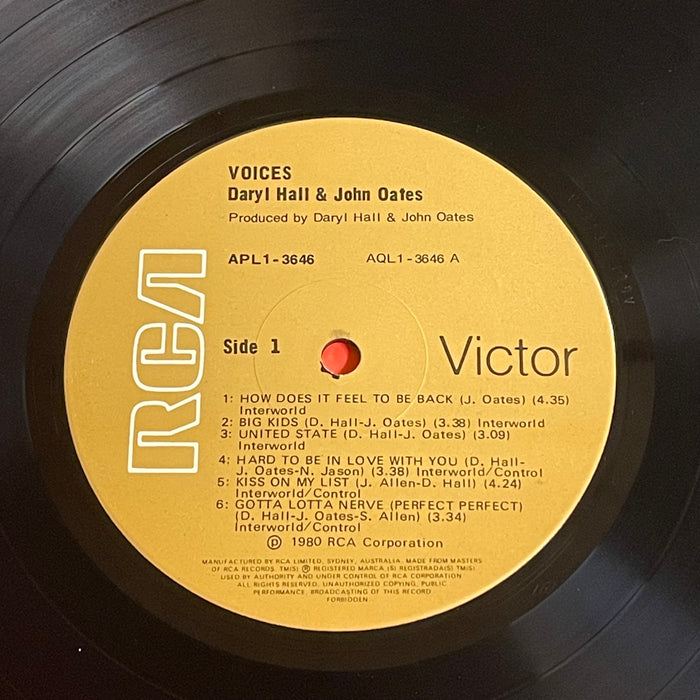 VOICES
Daryl Hall & John Oates
Produced by Daryl Hall & John Oates
APL1-3646 AQL1-3646 A
RCA
Side 1
Victor
1: HOW DOES IT FEEL TO BE BACK (J. Oates) (4.35)
Interworld
2: BIG KIDS (D. Hall-J. Oates) (3.38) Interworld
3: UNITED STATE (D. Hall-J. Oates) (3.09)
Interworld
4: HARD TO BE IN LOVE WITH YOU (D. Hall-
J. Oates-N. Jason) (3.38) Interworld/Control
5: KISS ON MY LIST (J. Allen-D. Hall) (4.24)
Interworld/Control
6: GOTTA LOTTA NERVE (PERFECT PERFECT)
(D. Hall-J. Oates-S. Allen) (3.34)
Interworld/Control
Ⓟ 1980 RCA Corporation
MANUFACTURED BY RCA LIMITED, SYDNEY, AUSTRALIA. MADE FROM MASTERS
OF RCA RECORDS. TM(S) ® REGISTERED MARCA (S) REGISTRADA(S) TM(S)
USED BY AUTHORITY AND UNDER CONTROL OF RCA CORPORATION
ALL RIGHTS RESERVED. UNAUTHORIZED COPYING, PUBLIC
PERFORMANCE, BROADCASTING OF THIS RECORD
FORBIDDEN